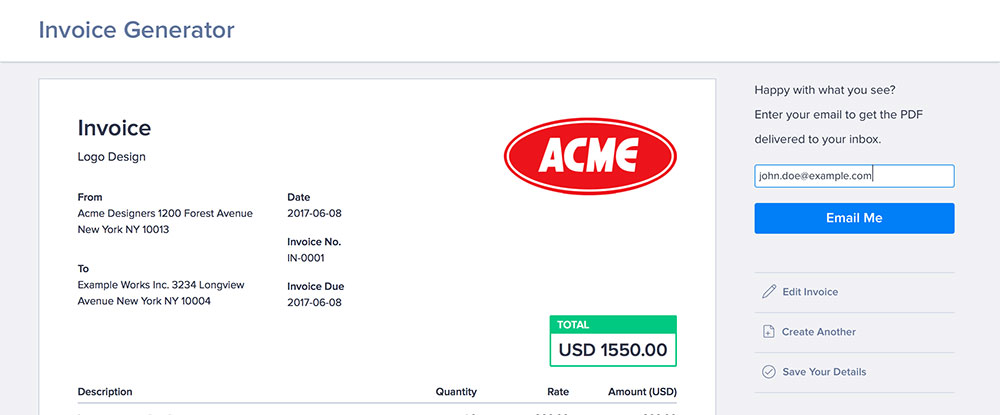 Invoice Generator
Invoice
Logo Design
ACME
From
Acme Designers 1200 Forest Avenue
New York NY 10013
To
Example Works Inc. 3234 Longview
Avenue New York NY 10004
Date
2017-06-08
Invoice No.
IN-0001
Invoice Due
2017-06-08
TOTAL
USD 1550.00
Description Quantity Rate Amount (USD)
Happy with what you see?
Enter your email to get the PDF
delivered to your inbox.
john.doe@example.com
Email Me
Edit Invoice
Create Another
Save Your Details